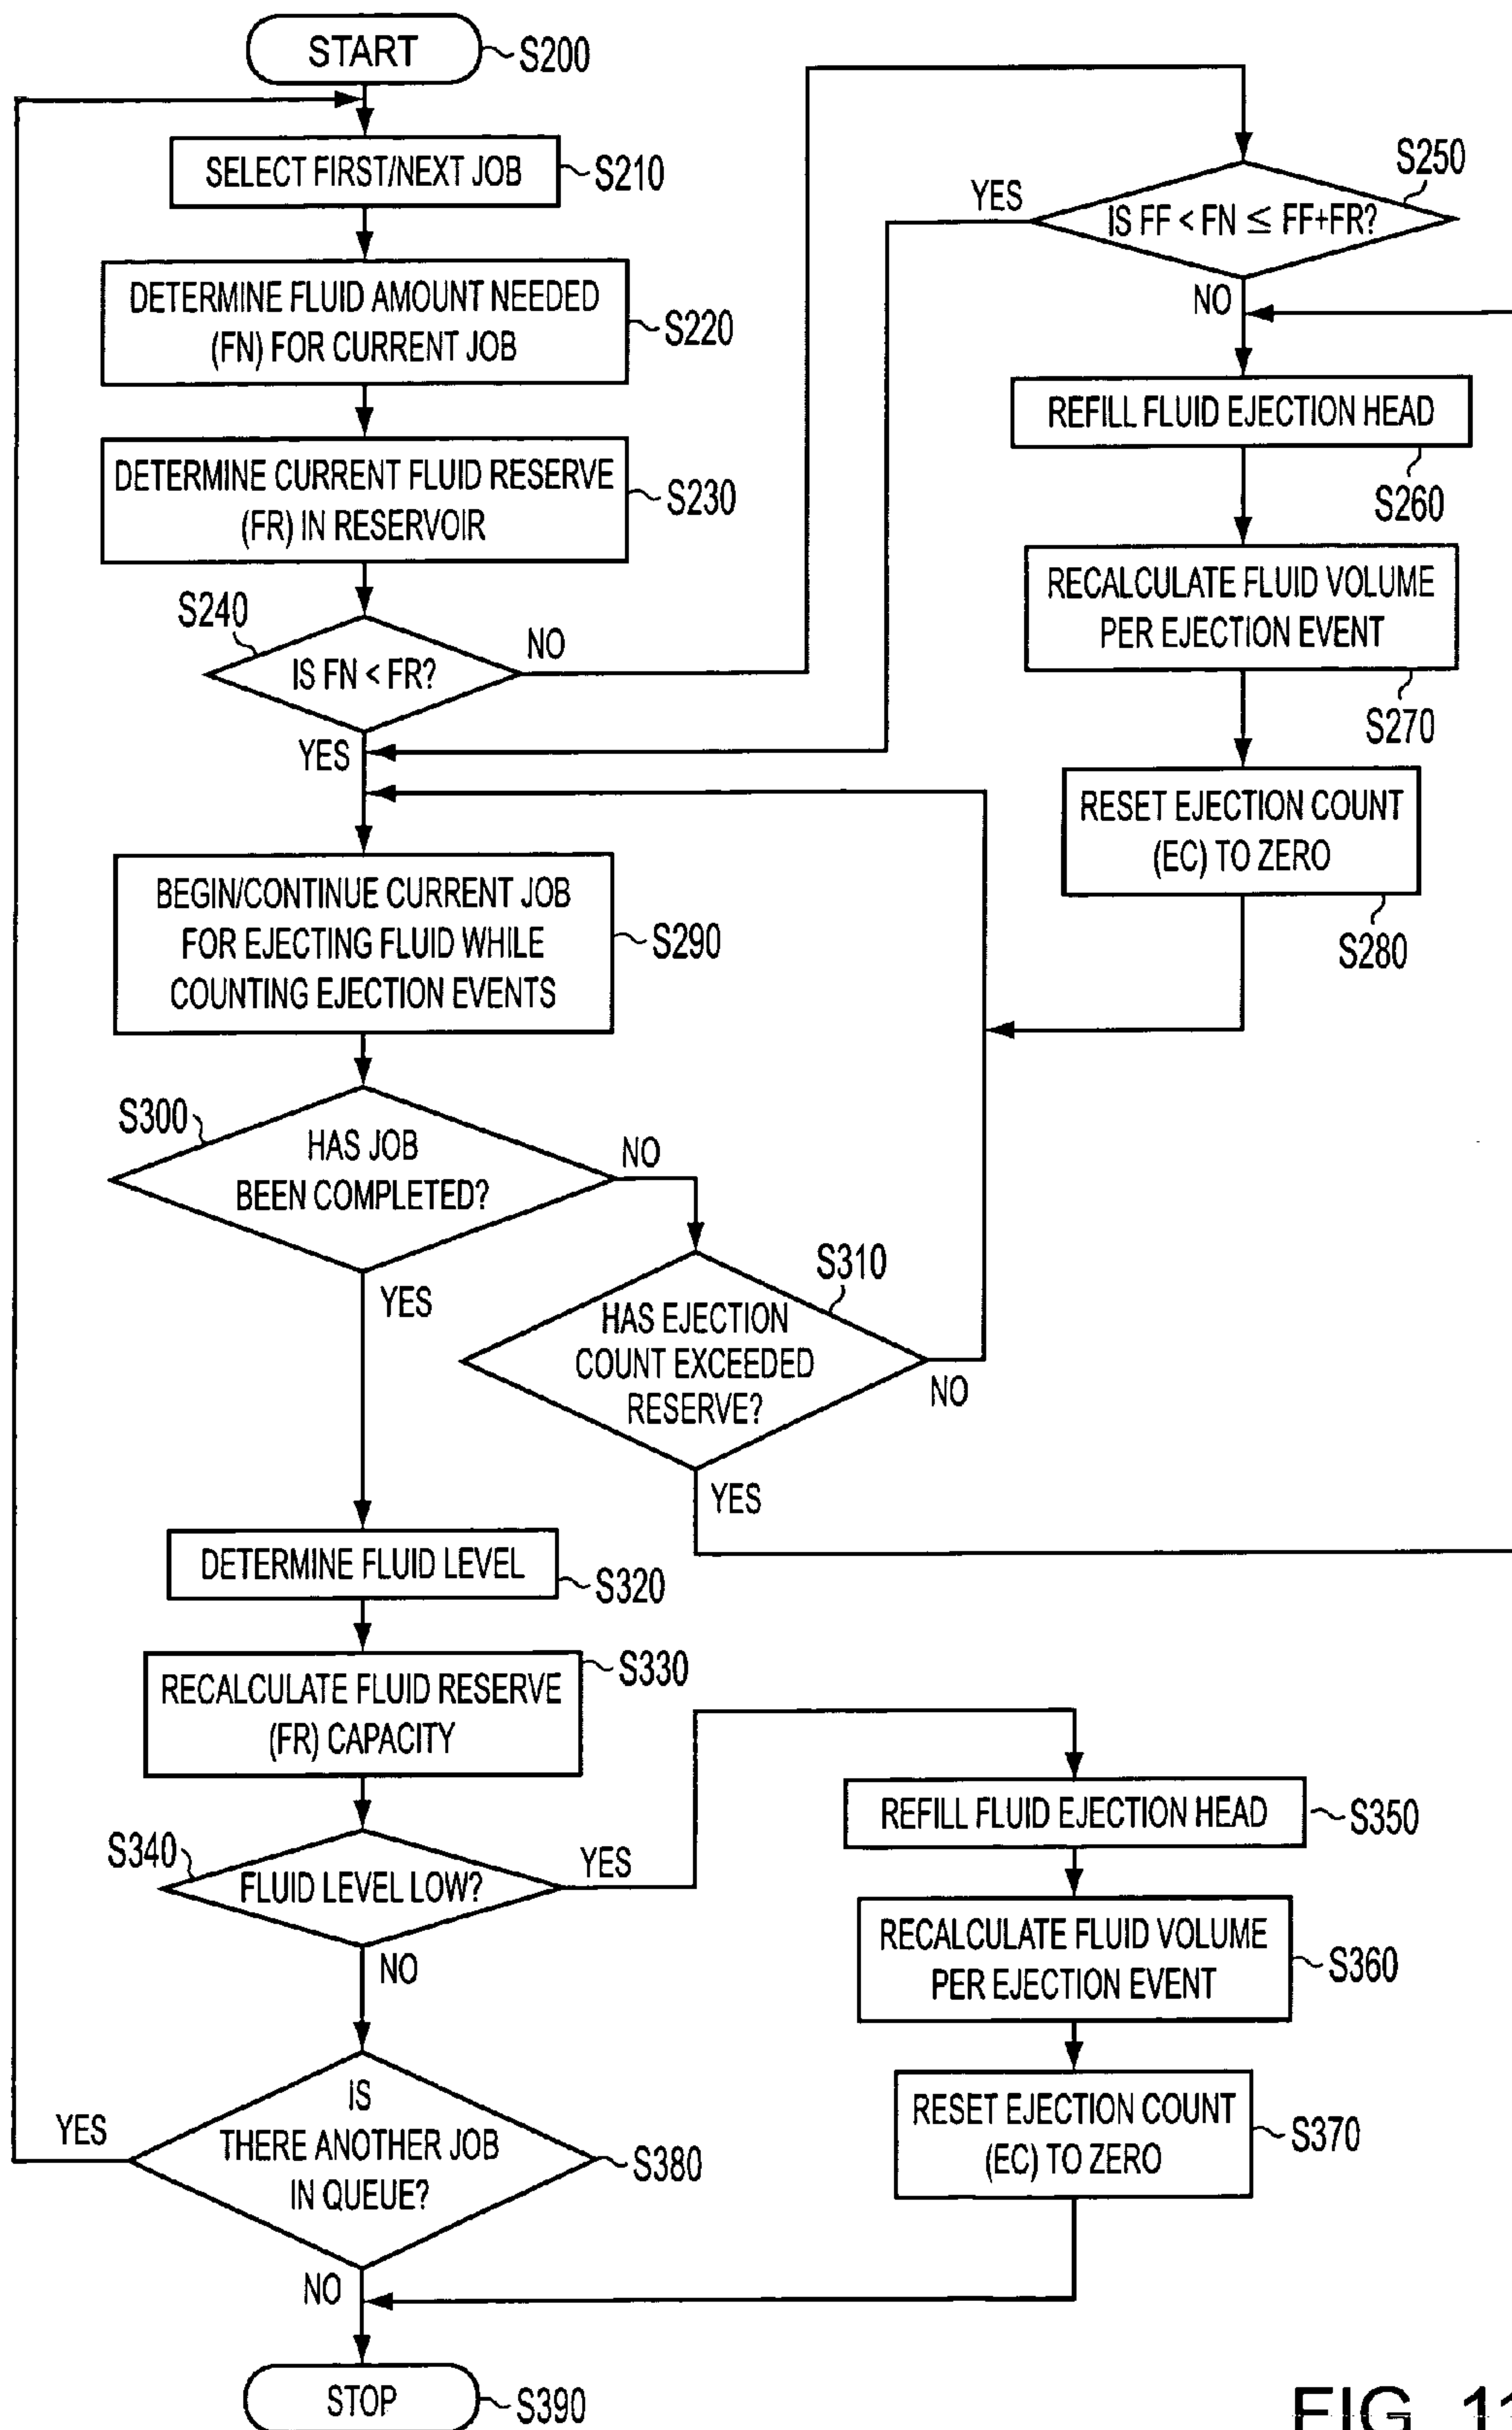 START
S200
SELECT FIRST/NEXT JOB
S210
DETERMINE FLUID AMOUNT NEEDED
(FN) FOR CURRENT JOB
S220
DETERMINE CURRENT FLUID RESERVE
(FR) IN RESERVOIR
S230
S240
IS FN < FR?
NO
YES
S250
IS FF < FN ≤ FF+FR?
YES
NO
REFILL FLUID EJECTION HEAD
S260
RECALCULATE FLUID VOLUME
PER EJECTION EVENT
S270
RESET EJECTION COUNT
(EC) TO ZERO
S280
BEGIN/CONTINUE CURRENT JOB
FOR EJECTING FLUID WHILE
COUNTING EJECTION EVENTS
S290
S300
HAS JOB
BEEN COMPLETED?
NO
YES
S310
HAS EJECTION
COUNT EXCEEDED
RESERVE?
NO
YES
DETERMINE FLUID LEVEL
S320
RECALCULATE FLUID RESERVE
(FR) CAPACITY
S330
S340
FLUID LEVEL LOW?
YES
NO
REFILL FLUID EJECTION HEAD
S350
RECALCULATE FLUID VOLUME
PER EJECTION EVENT
S360
RESET EJECTION COUNT
(EC) TO ZERO
S370
IS
THERE ANOTHER JOB
IN QUEUE?
YES
S380
NO
STOP
S390
FIG. 11